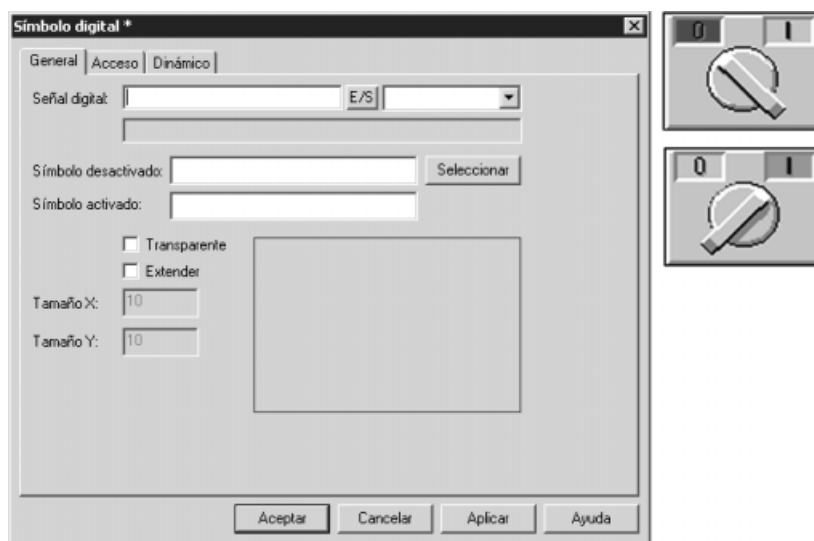 Símbolo digital *
General Acceso Dinámico
Señal digital: E/S
Símbolo desactivado: Seleccionar
Símbolo activado:
Transparente
Extender
Tamaño X: 10
Tamaño Y: 10
Aceptar Cancelar Aplicar Ayuda
0 I
0 I